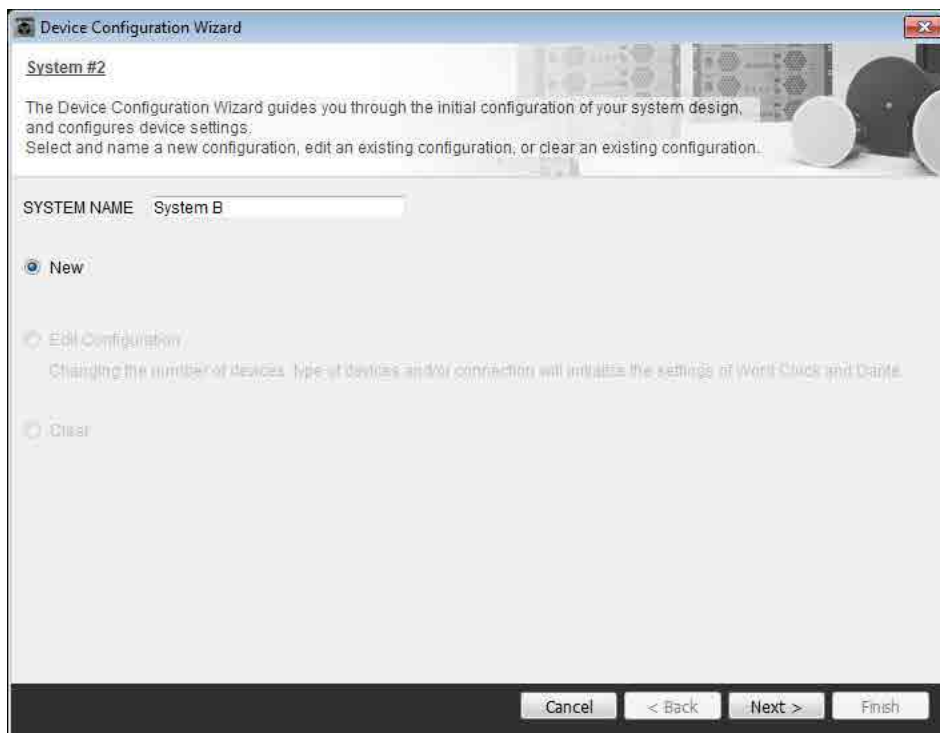 Device Configuration Wizard
System #2
The Device Configuration Wizard guides you through the initial configuration of your system design,
and configures device settings.
Select and name a new configuration, edit an existing configuration, or clear an existing configuration.
SYSTEM NAME System B
New
Edit Configuration
Changing the number of devices, type of devices and/or connection will initialize the settings of Word Clock and Dante.
Clear
Cancel < Back Next > Finish